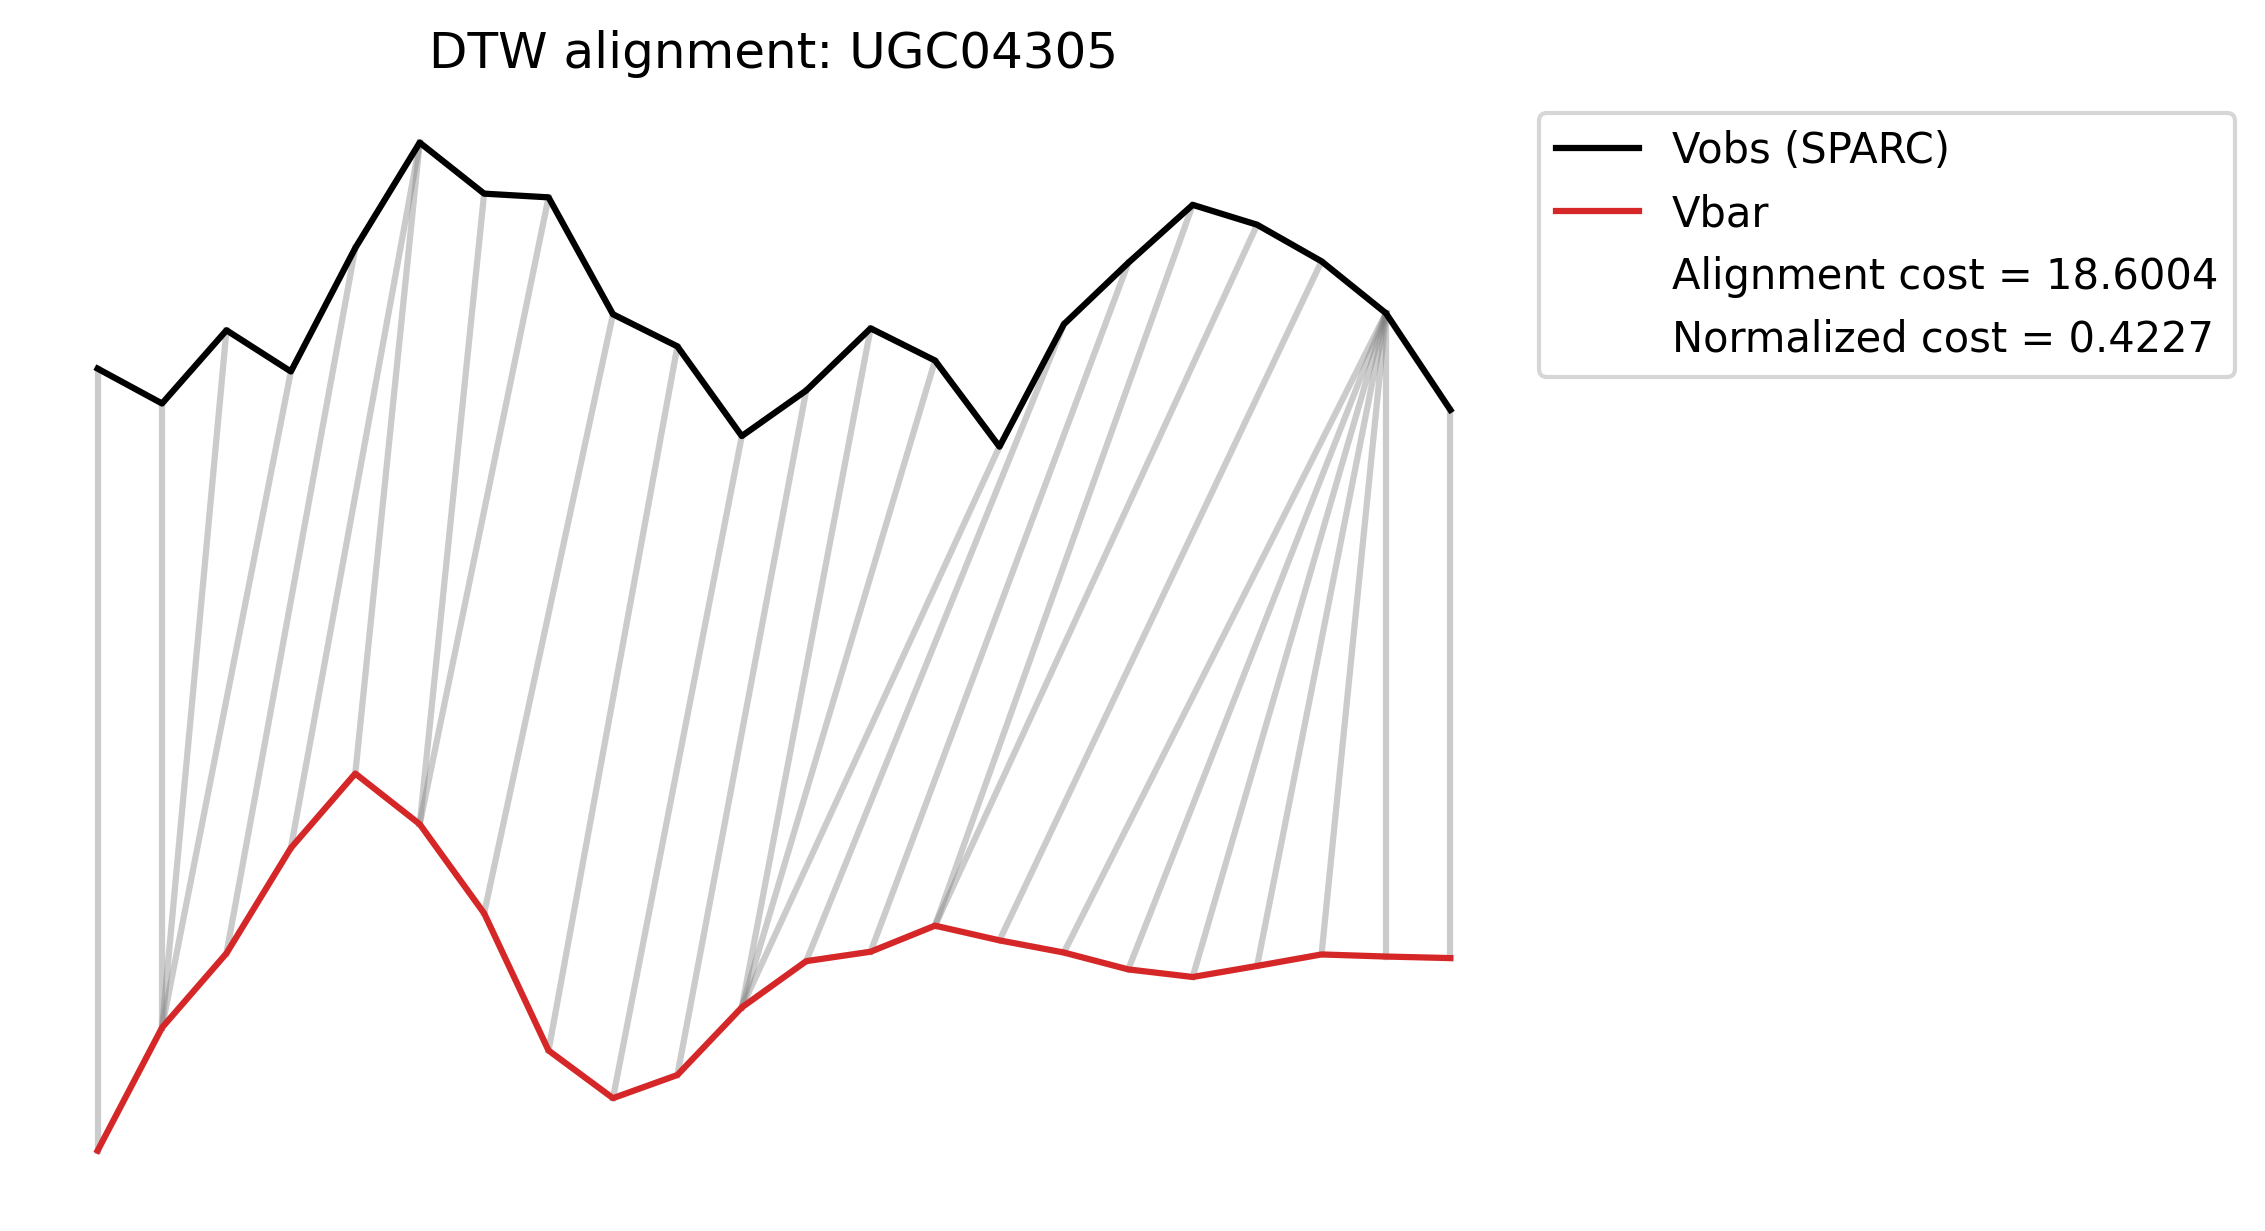 DTW alignment: UGC04305
Vobs (SPARC)
Vbar
Alignment cost = 18.6004
Normalized cost = 0.4227